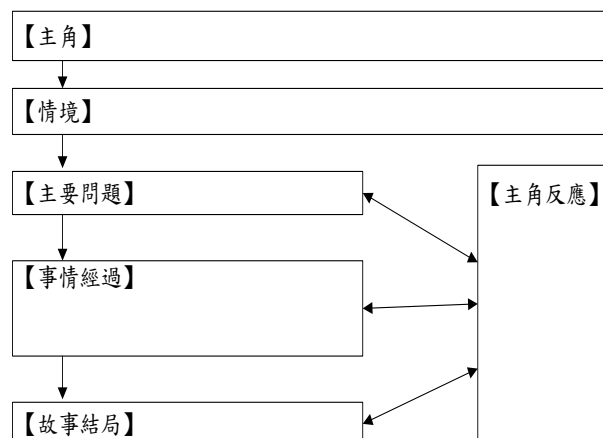 【主角】
【情境】
【主要問題】
【主角反應】
【事情經過】
【故事結局】